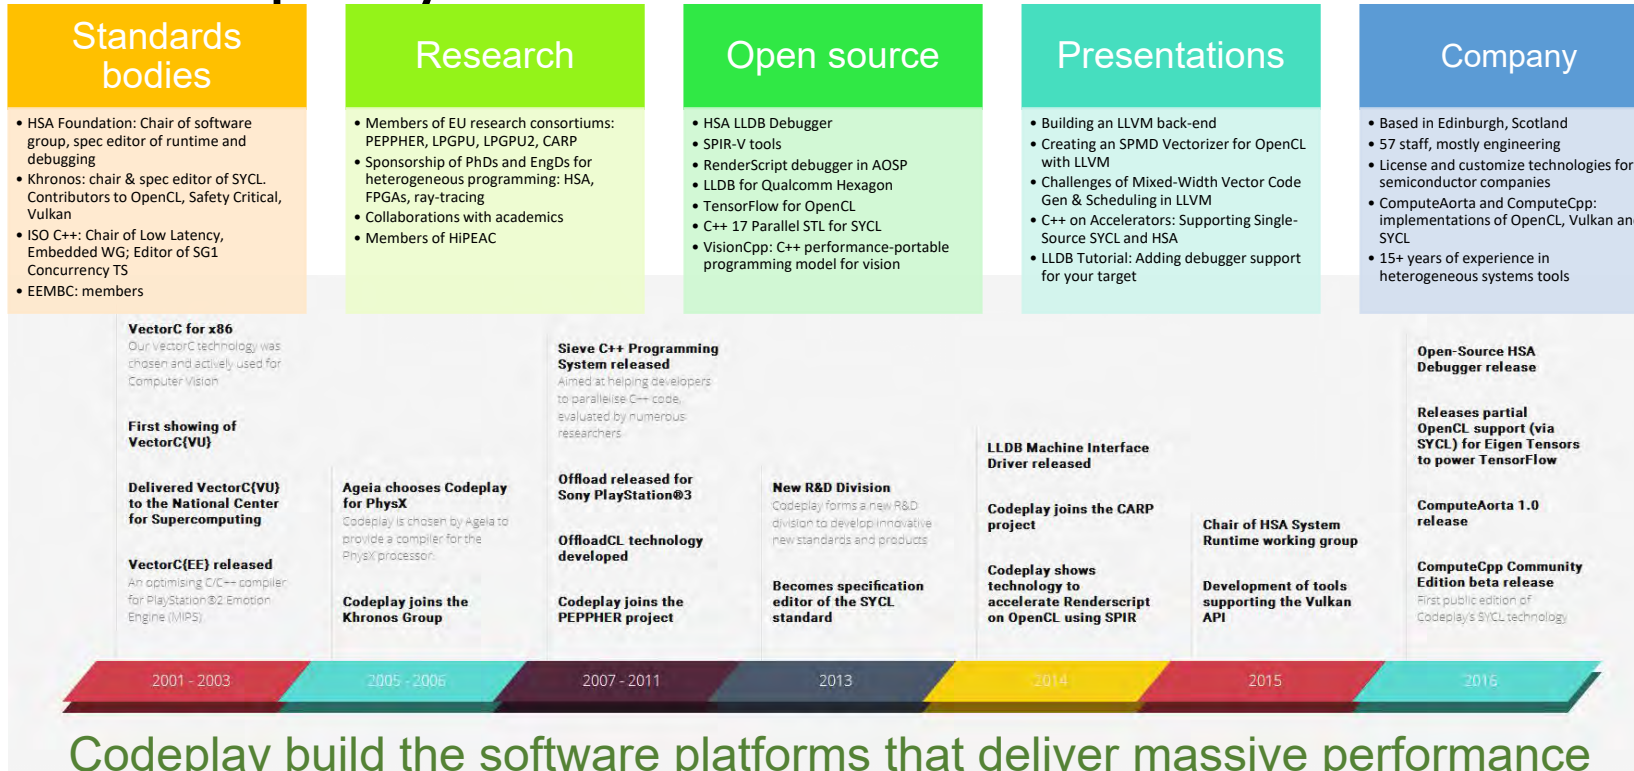 Standards
bodies
• HSA Foundation: Chair of software
group, spec editor of runtime and
debugging
• Khronos: chair & spec editor of SYCL.
Contributors to OpenCL, Safety Critical,
Vulkan
• ISO C++: Chair of Low Latency,
Embedded WG; Editor of SG1
Concurrency TS
• EEMBC: members
Research
• Members of EU research consortiums:
PEPPHER, LPGPU, LPGPU2, CARP
• Sponsorship of PhDs and EngDs for
heterogeneous programming: HSA,
FPGAs, ray-tracing
• Collaborations with academics
• Members of HiPEAC
Open source
• HSA LLDB Debugger
• SPIR-V tools
• RenderScript debugger in AOSP
• LLDB for Qualcomm Hexagon
• TensorFlow for OpenCL
• C++ 17 Parallel STL for SYCL
• VisionCpp: C++ performance-portable
programming model for vision
Presentations
• Building an LLVM back-end
• Creating an SPMD Vectorizer for OpenCL
with LLVM
• Challenges of Mixed-Width Vector Code
Gen & Scheduling in LLVM
• C++ on Accelerators: Supporting Single-
Source SYCL and HSA
• LLDB Tutorial: Adding debugger support
for your target
Company
• Based in Edinburgh, Scotland
• 57 staff, mostly engineering
• License and customize technologies for
semiconductor companies
• ComputeAorta and ComputeCpp:
implementations of OpenCL, Vulkan and
SYCL
• 15+ years of experience in
heterogeneous systems tools
VectorC for x86
Our VectorC technology was
chosen and actively used for
Computer Vision
First showing of
VectorC{VU}
Delivered VectorC{VU}
to the National Center
for Supercomputing
VectorC{EE} released
An optimising C/C++ compiler
for PlayStation®2 Emotion
Engine (MIPS)
Ageia chooses Codeplay
for PhysX
Codeplay is chosen by Ageia to
provide a compiler for the
PhysX processor.
Codeplay joins the
Khronos Group
Sieve C++ Programming
System released
Aimed at helping developers
to parallelise C++ code,
evaluated by numerous
researchers
Offload released for
Sony PlayStation®3
OffloadCL technology
developed
Codeplay joins the
PEPPHER project
New R&D Division
Codeplay forms a new R&D
division to develop innovative
new standards and products
Becomes specification
editor of the SYCL
standard
LLDB Machine Interface
Driver released
Codeplay joins the CARP
project
Codeplay shows
technology to
accelerate Renderscript
on OpenCL using SPIR
Chair of HSA System
Runtime working group
Development of tools
supporting the Vulkan
API
Open-Source HSA
Debugger release
Releases partial
OpenCL support (via
SYCL) for Eigen Tensors
to power TensorFlow
ComputeAorta 1.0
release
ComputeCpp Community
Edition beta release
First public edition of
Codeplay's SYCL technology
2001 - 2003
2005 - 2006
2007 - 2011
2013
2014
2015
2016
Codeplay build the software platforms that deliver massive performance